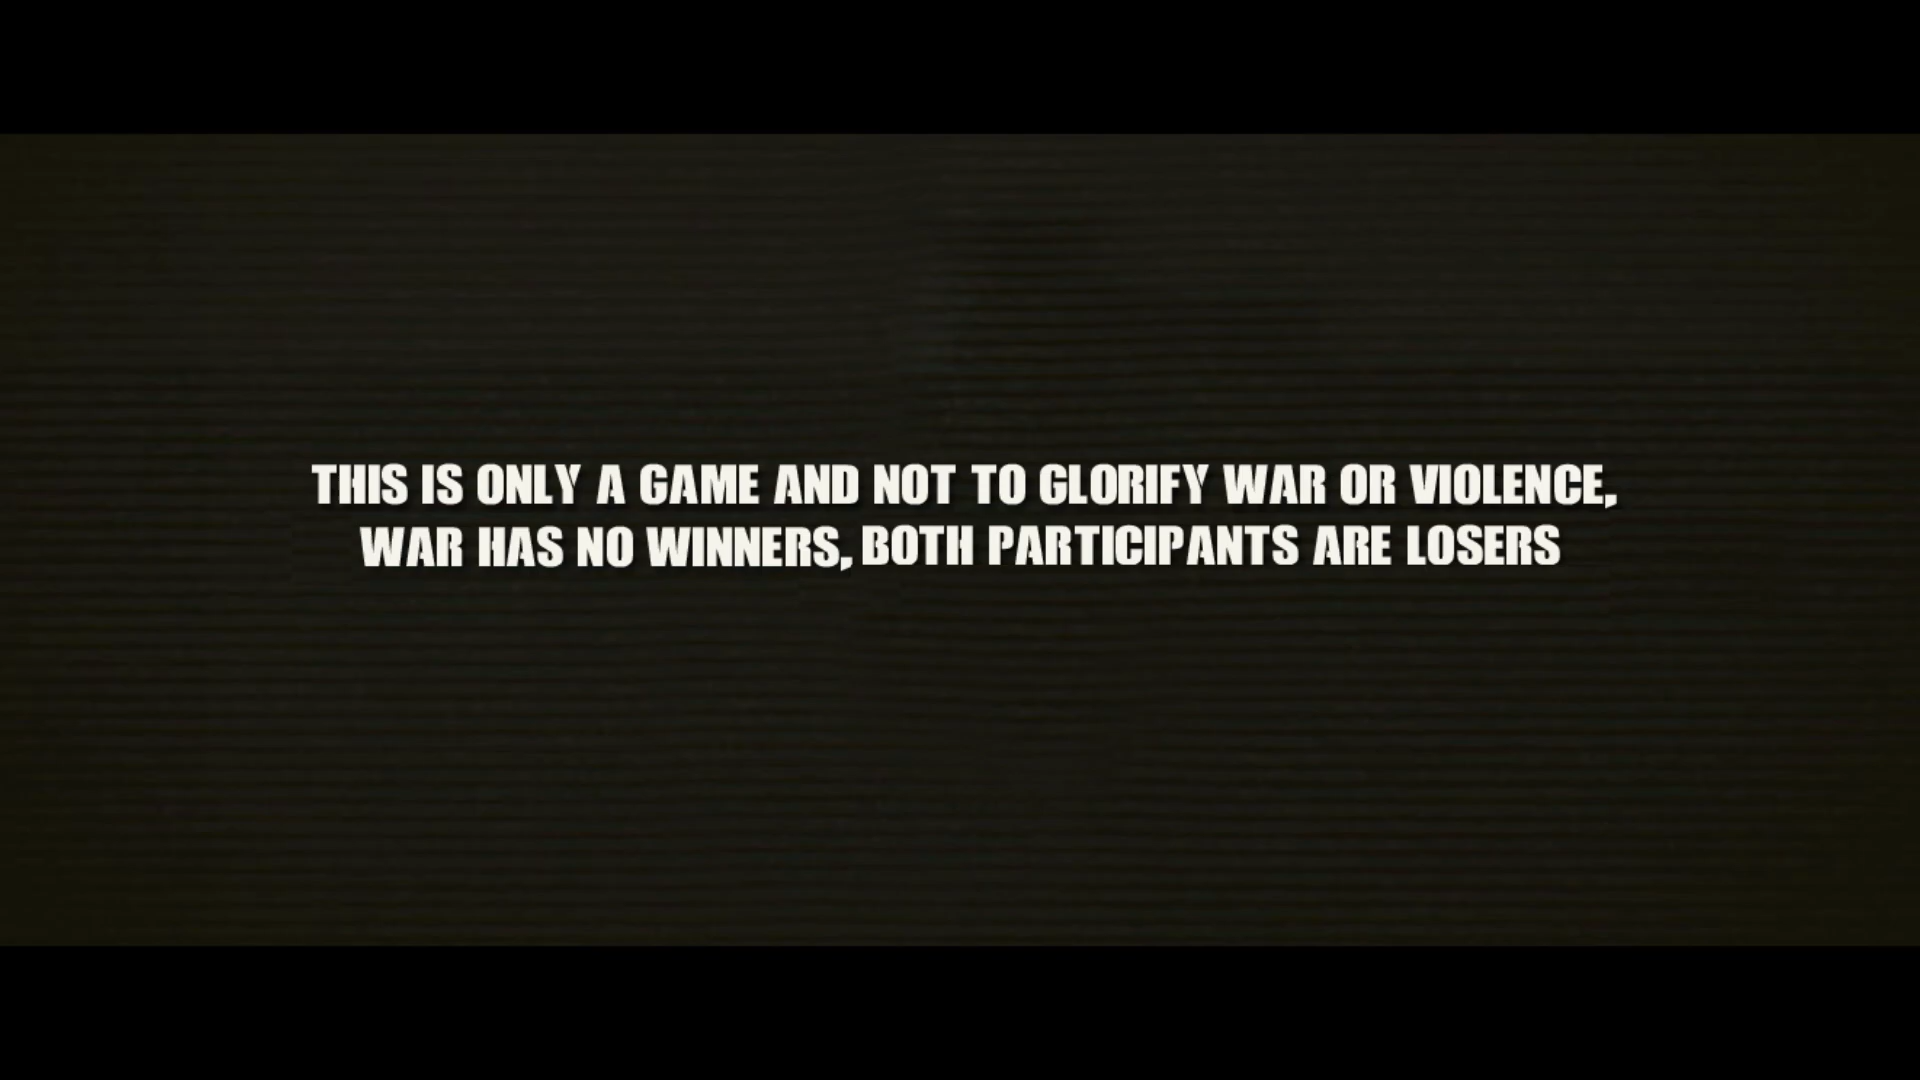 THIS IS ONLY A GAME AND NOT TO GLORIFY WAR OR VIOLENCE,
WAR HAS NO WINNERS, BOTH PARTICIPANTS ARE LOSERS